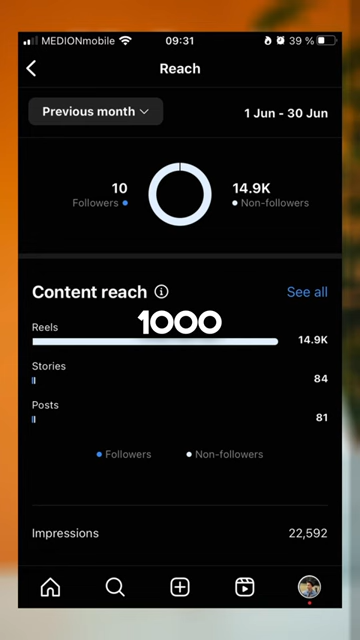 MEDIONmobile 09:31 39 %
Reach
Previous month 1 Jun - 30 Jun
10 14.9K
Followers Non-followers
Content reach See all
1000
Reels
14.9K
Stories
84
Posts
81
Followers Non-followers
Impressions 22,592